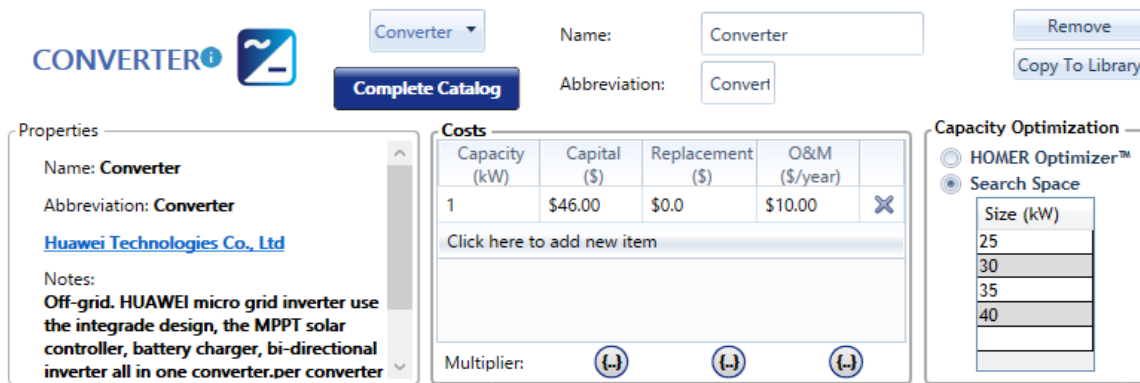 CONVERTER
Converter
Complete Catalog
Name: Converter
Abbreviation: Convert
Remove
Copy To Library
Properties
Name: Converter
Abbreviation: Converter
Huawei Technologies Co., Ltd
Notes:
Off-grid. HUAWEI micro grid inverter use
the integrade design, the MPPT solar
controller, battery charger, bi-directional
inverter all in one converter.per converter
Costs
Capacity (kW) Capital ($) Replacement ($) O&M ($/year)
1 $46.00 $0.0 $10.00
Click here to add new item
Multiplier: {..} {..} {..}
Capacity Optimization
HOMER Optimizer™
Search Space
Size (kW)
25
30
35
40